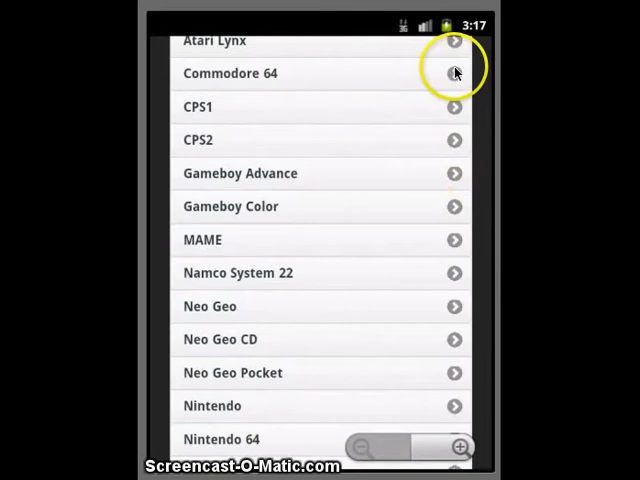 3G 3:17
Atari Lynx
Commodore 64
CPS1
CPS2
Gameboy Advance
Gameboy Color
MAME
Namco System 22
Neo Geo
Neo Geo CD
Neo Geo Pocket
Nintendo
Nintendo 64
Screencast-O-Matic.com